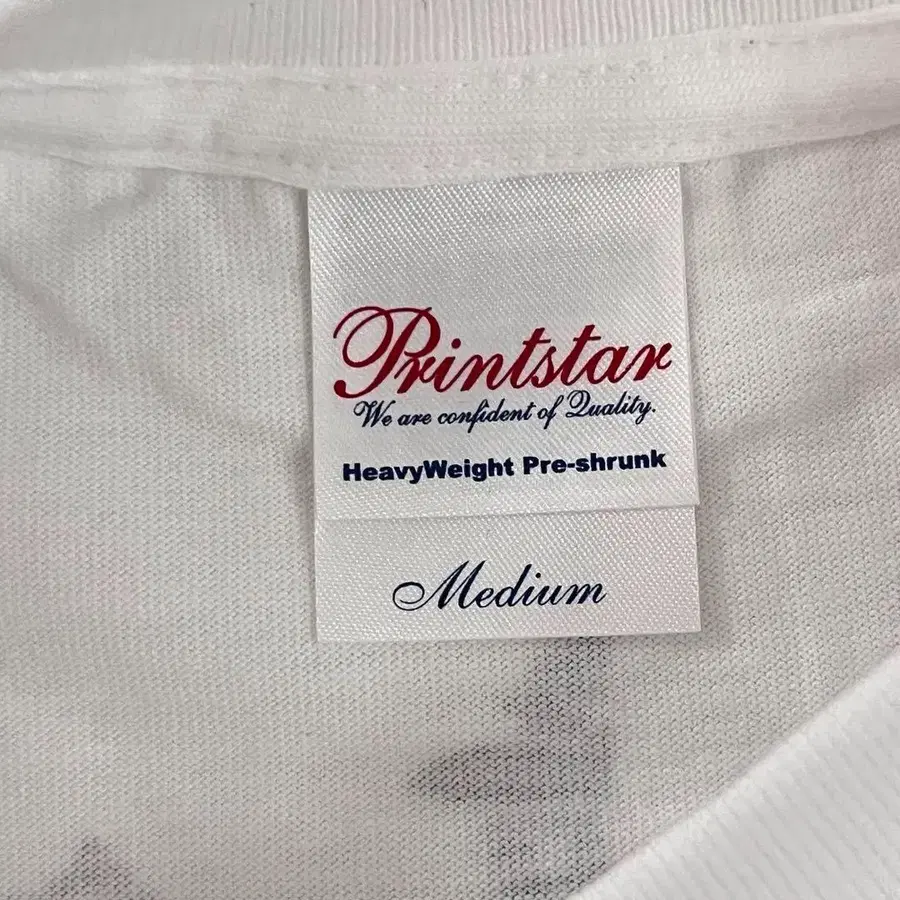 Printstar
We are confident of Quality.
HeavyWeight Pre-shrunk
Medium